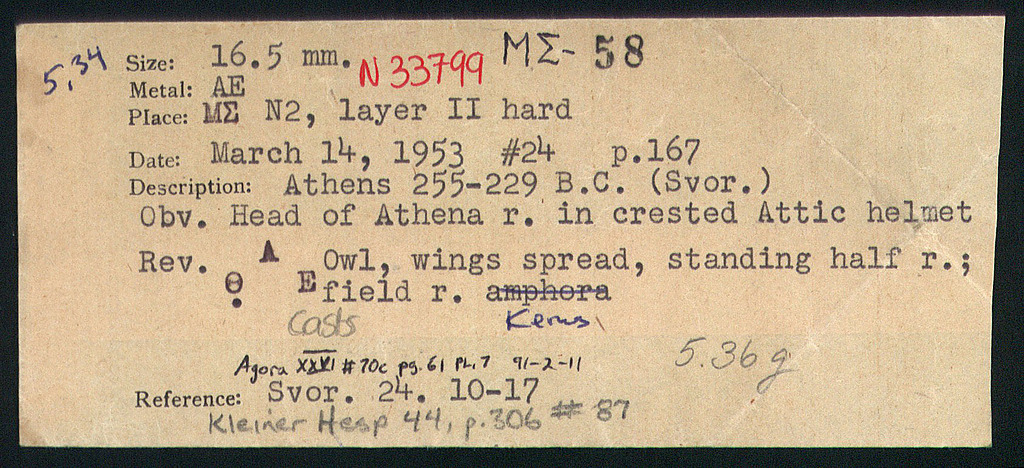 5,34 Size: 16.5 mm. N 33799 ΜΣ- 58
Metal: AE
Place: ΜΣ N2, layer II hard
Date: March 14, 1953 #24 p.167
Description: Athens 255-229 B.C. (Svor.)
Obv. Head of Athena r. in crested Attic helmet
Rev. Α Owl, wings spread, standing half r.;
Θ Ε field r. amphora
Casts Kernos
Agora XXVI #70c pg.61 PL.7 91-2-11
5.36g
Reference: Svor. 24. 10-17
Kleiner Hesp 44, p.306 # 87